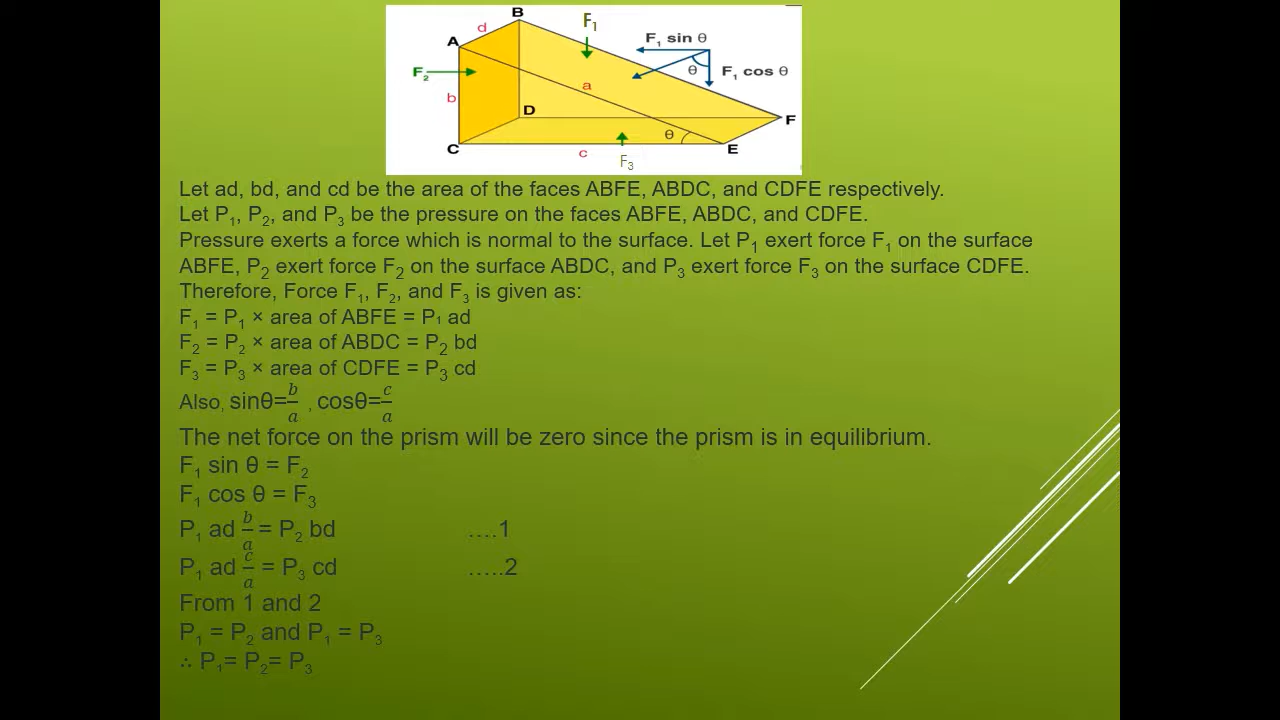 B
d
F₁
A
F₁ sin θ
F₂
θ
F₁ cos θ
a
b
D
F
θ
C
E
c
F₃
Let ad, bd, and cd be the area of the faces ABFE, ABDC, and CDFE respectively.
Let P₁, P₂, and P₃ be the pressure on the faces ABFE, ABDC, and CDFE.
Pressure exerts a force which is normal to the surface. Let P₁ exert force F₁ on the surface
ABFE, P₂ exert force F₂ on the surface ABDC, and P₃ exert force F₃ on the surface CDFE.
Therefore, Force F₁, F₂, and F₃ is given as:
F₁ = P₁ × area of ABFE = P₁ ad
F₂ = P₂ × area of ABDC = P₂ bd
F₃ = P₃ × area of CDFE = P₃ cd
Also, sinθ=b/a , cosθ=c/a
The net force on the prism will be zero since the prism is in equilibrium.
F₁ sin θ = F₂
F₁ cos θ = F₃
P₁ ad b/a = P₂ bd ....1
P₁ ad c/a = P₃ cd .....2
From 1 and 2
P₁ = P₂ and P₁ = P₃
∴ P₁= P₂= P₃